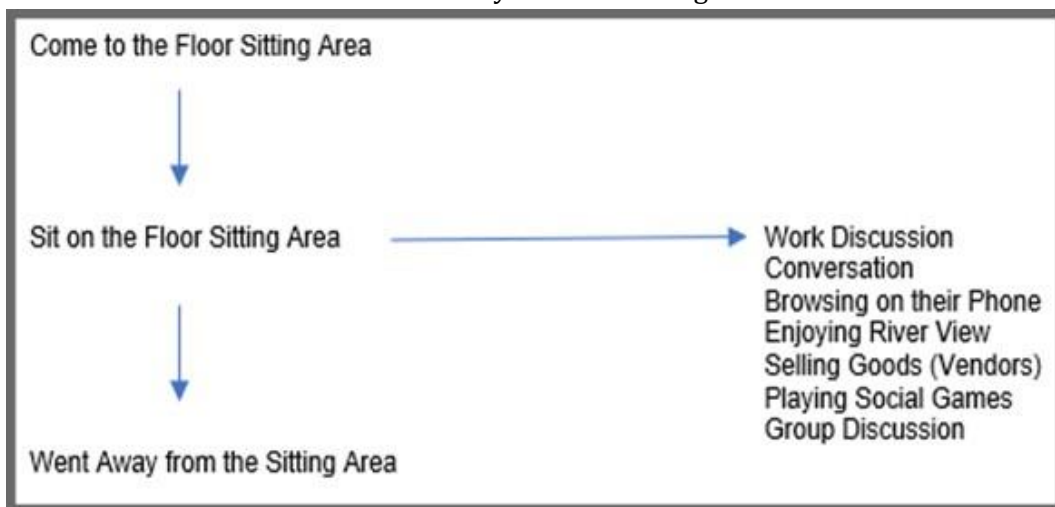 Come to the Floor Sitting Area
Sit on the Floor Sitting Area
Work Discussion
Conversation
Browsing on their Phone
Enjoying River View
Selling Goods (Vendors)
Playing Social Games
Group Discussion
Went Away from the Sitting Area